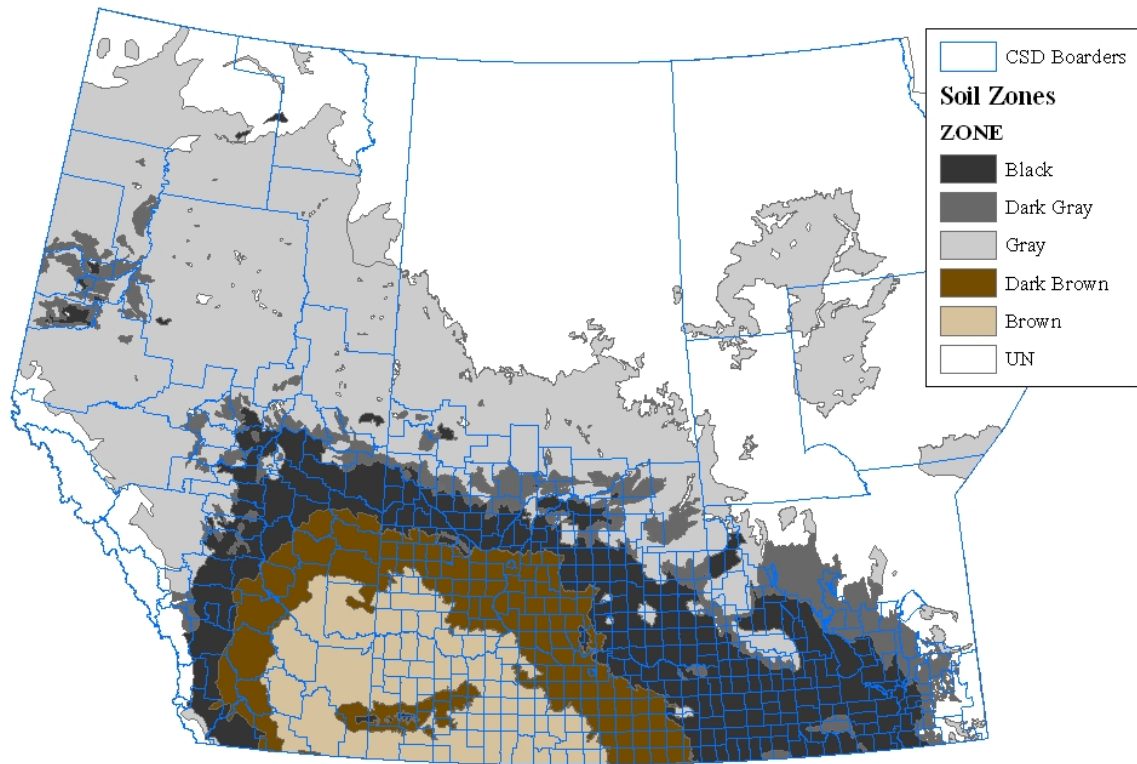 CSD Boarders
Soil Zones
ZONE
Black
Dark Gray
Gray
Dark Brown
Brown
UN